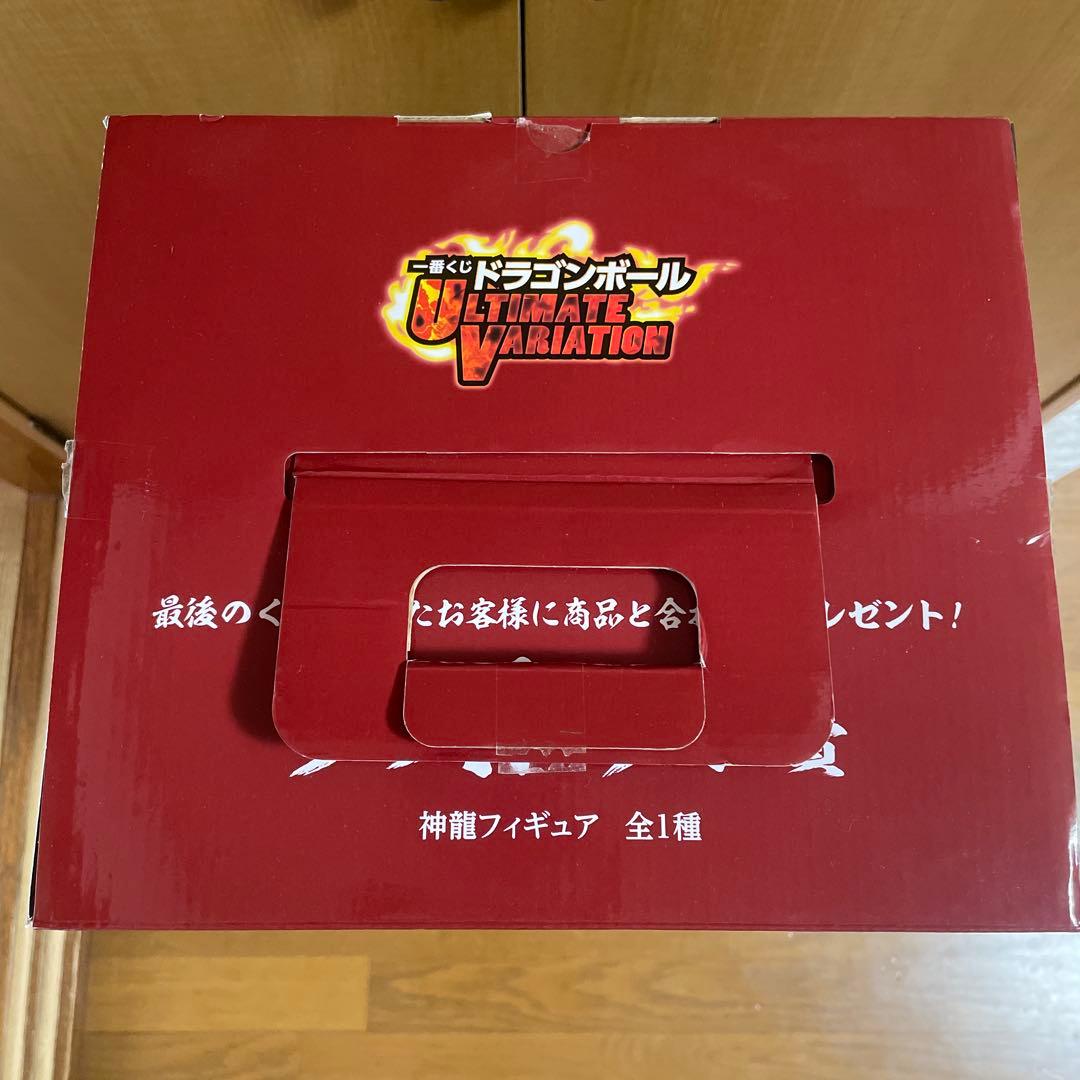 一番くじ ドラゴンボール
ULTIMATE
VARIATION
最後のく たお客様に商品と合わ レゼント!
神龍フィギュア 全1種